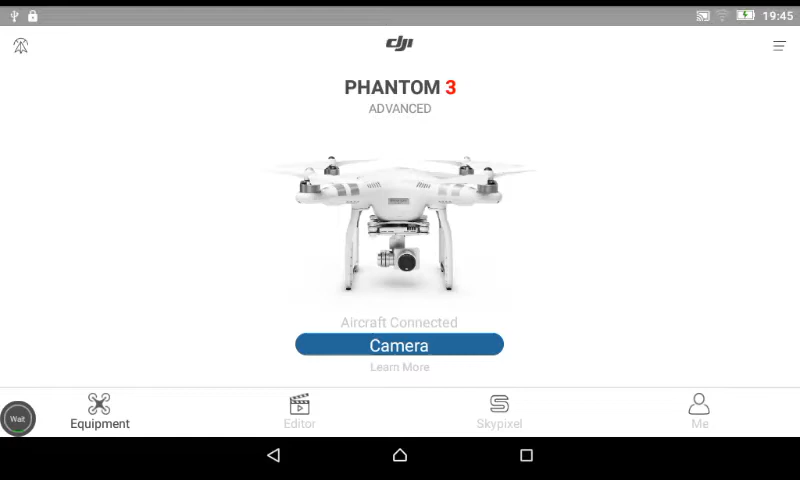 19:45
dji
PHANTOM 3
ADVANCED
Aircraft Connected
Camera
Learn More
Wait
Equipment
Editor
Skypixel
Me